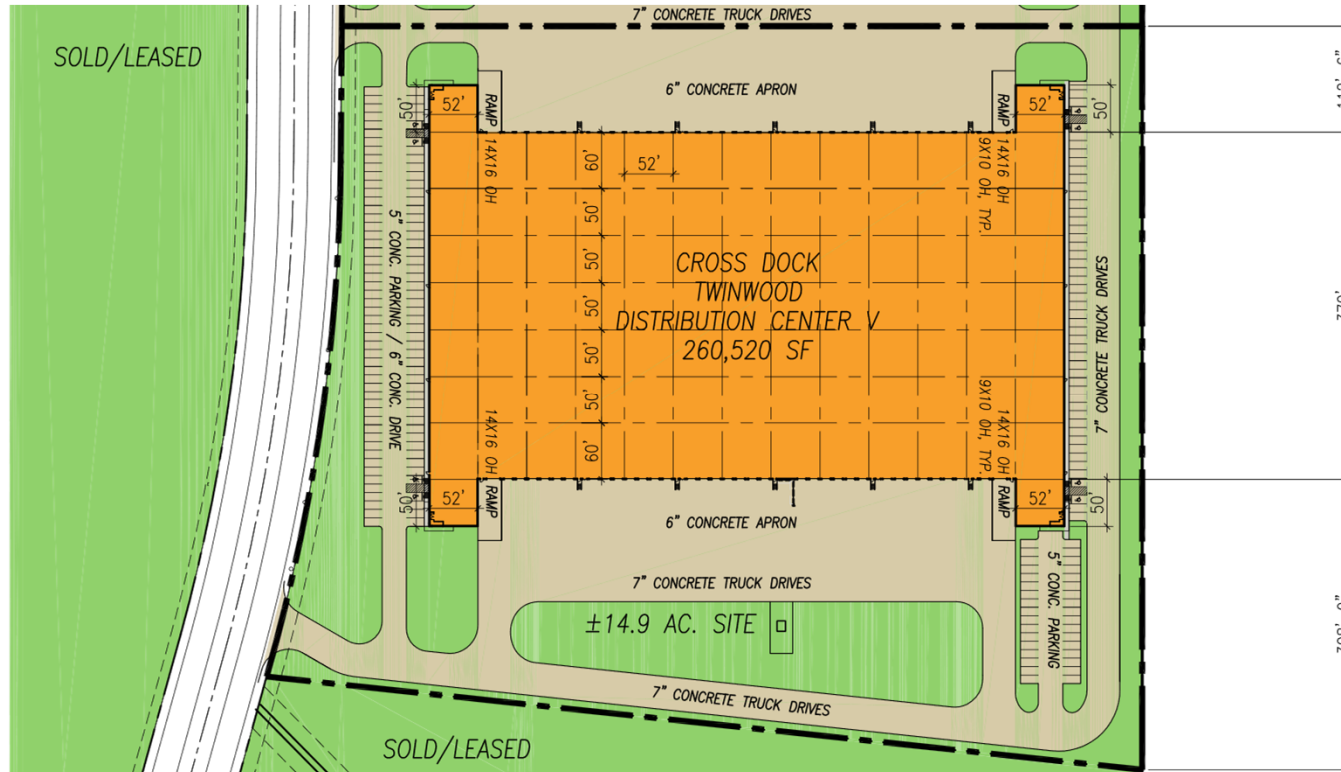 7" CONCRETE TRUCK DRIVES
SOLD/LEASED
6" CONCRETE APRON
52'
50'
RAMP
14X16 OH
RAMP
52'
50'
14X16 OH
9X10 OH, TYP.
60'
52'
50'
50'
50'
50'
50'
60'
5" CONC. PARKING / 6" CONC. DRIVE
CROSS DOCK
TWINWOOD
DISTRIBUTION CENTER V
260,520 SF
7" CONCRETE TRUCK DRIVES
14X16 OH
14X16 OH
9X10 OH, TYP.
50'
52'
RAMP
RAMP
52'
50'
6" CONCRETE APRON
7" CONCRETE TRUCK DRIVES
5" CONC. PARKING
±14.9 AC. SITE
7" CONCRETE TRUCK DRIVES
SOLD/LEASED